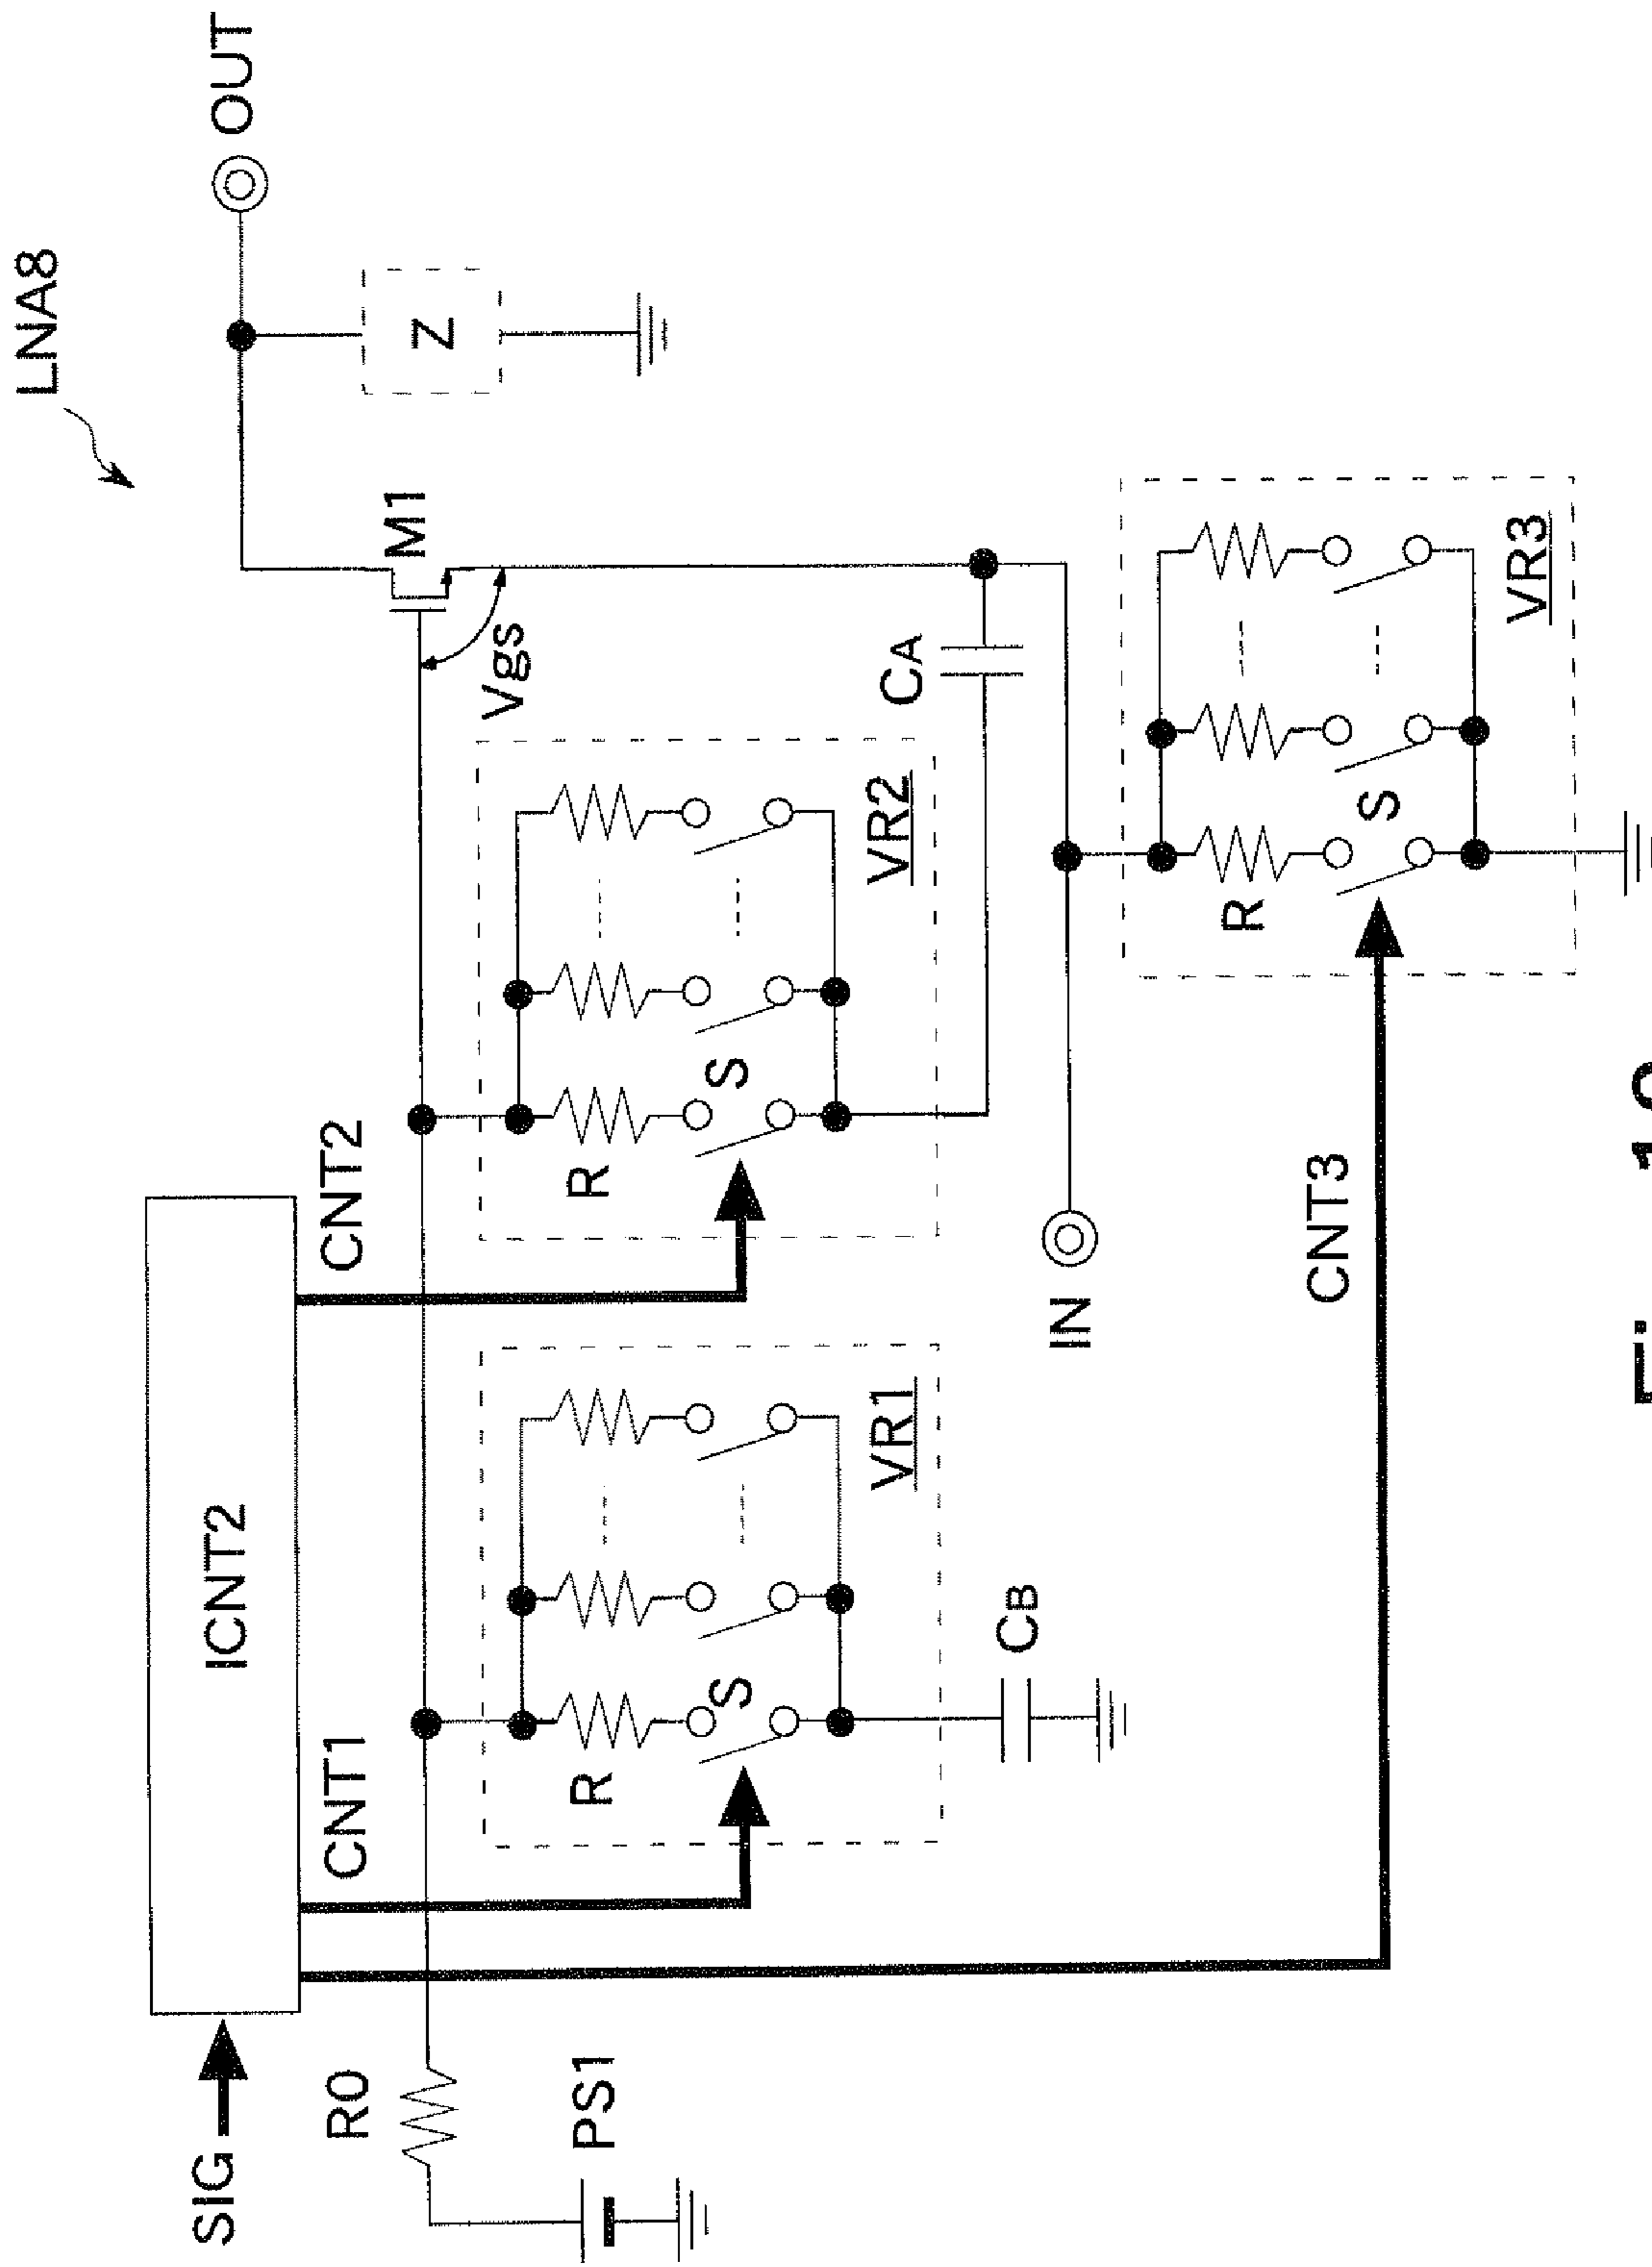 LNA8
OUT
Z
M1
Vgs
ICNT2
SIG
CNT1
CNT2
R0
PS1
R
S
VR1
CB
R
S
VR2
CA
IN
CNT3
R
S
VR3